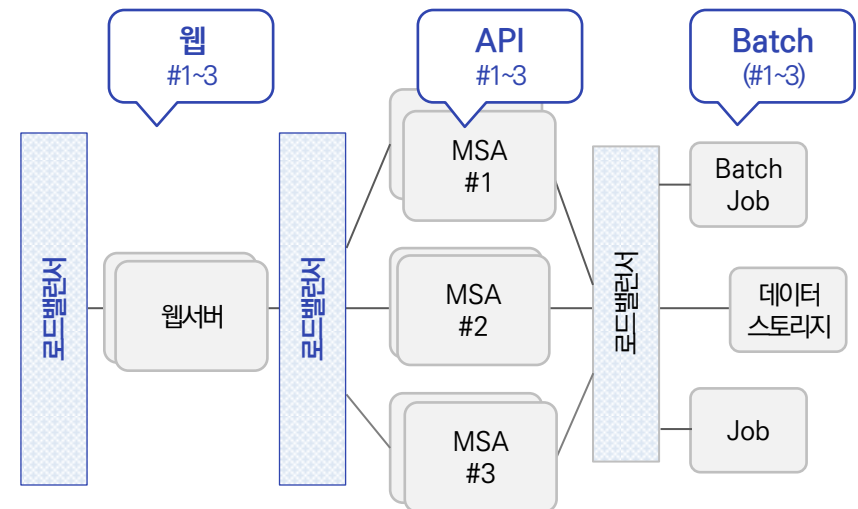 웹
#1~3
API
#1~3
Batch
(#1~3)
로드밸런서
웹서버
로드밸런서
MSA
#1
MSA
#2
MSA
#3
로드밸런서
Batch
Job
데이터
스토리지
Job